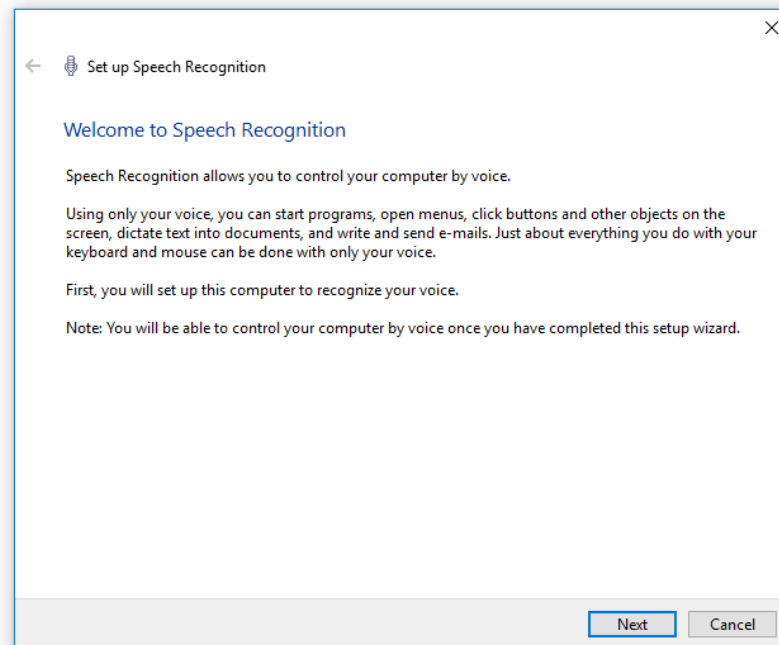 Set up Speech Recognition
Welcome to Speech Recognition
Speech Recognition allows you to control your computer by voice.
Using only your voice, you can start programs, open menus, click buttons and other objects on the
screen, dictate text into documents, and write and send e-mails. Just about everything you do with your
keyboard and mouse can be done with only your voice.
First, you will set up this computer to recognize your voice.
Note: You will be able to control your computer by voice once you have completed this setup wizard.
Next Cancel